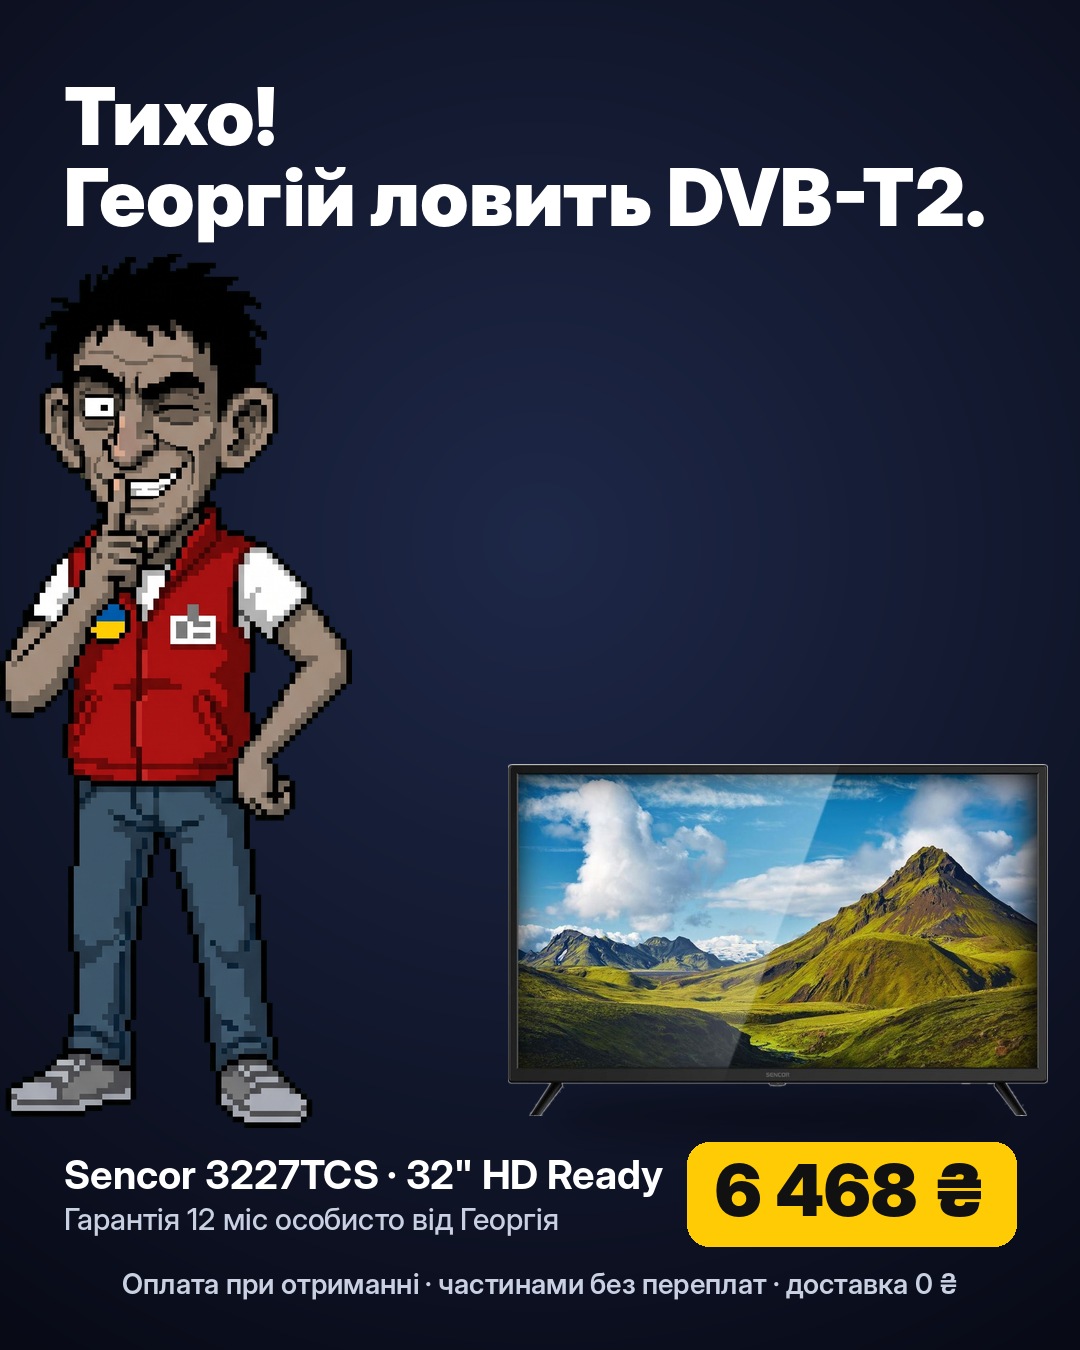 Тихо!
Георгій ловить DVB-T2.
SENCOR
Sencor 3227TCS · 32" HD Ready
6 468 ₴
Гарантія 12 міс особисто від Георгія
Оплата при отриманні · частинами без переплат · доставка 0 ₴